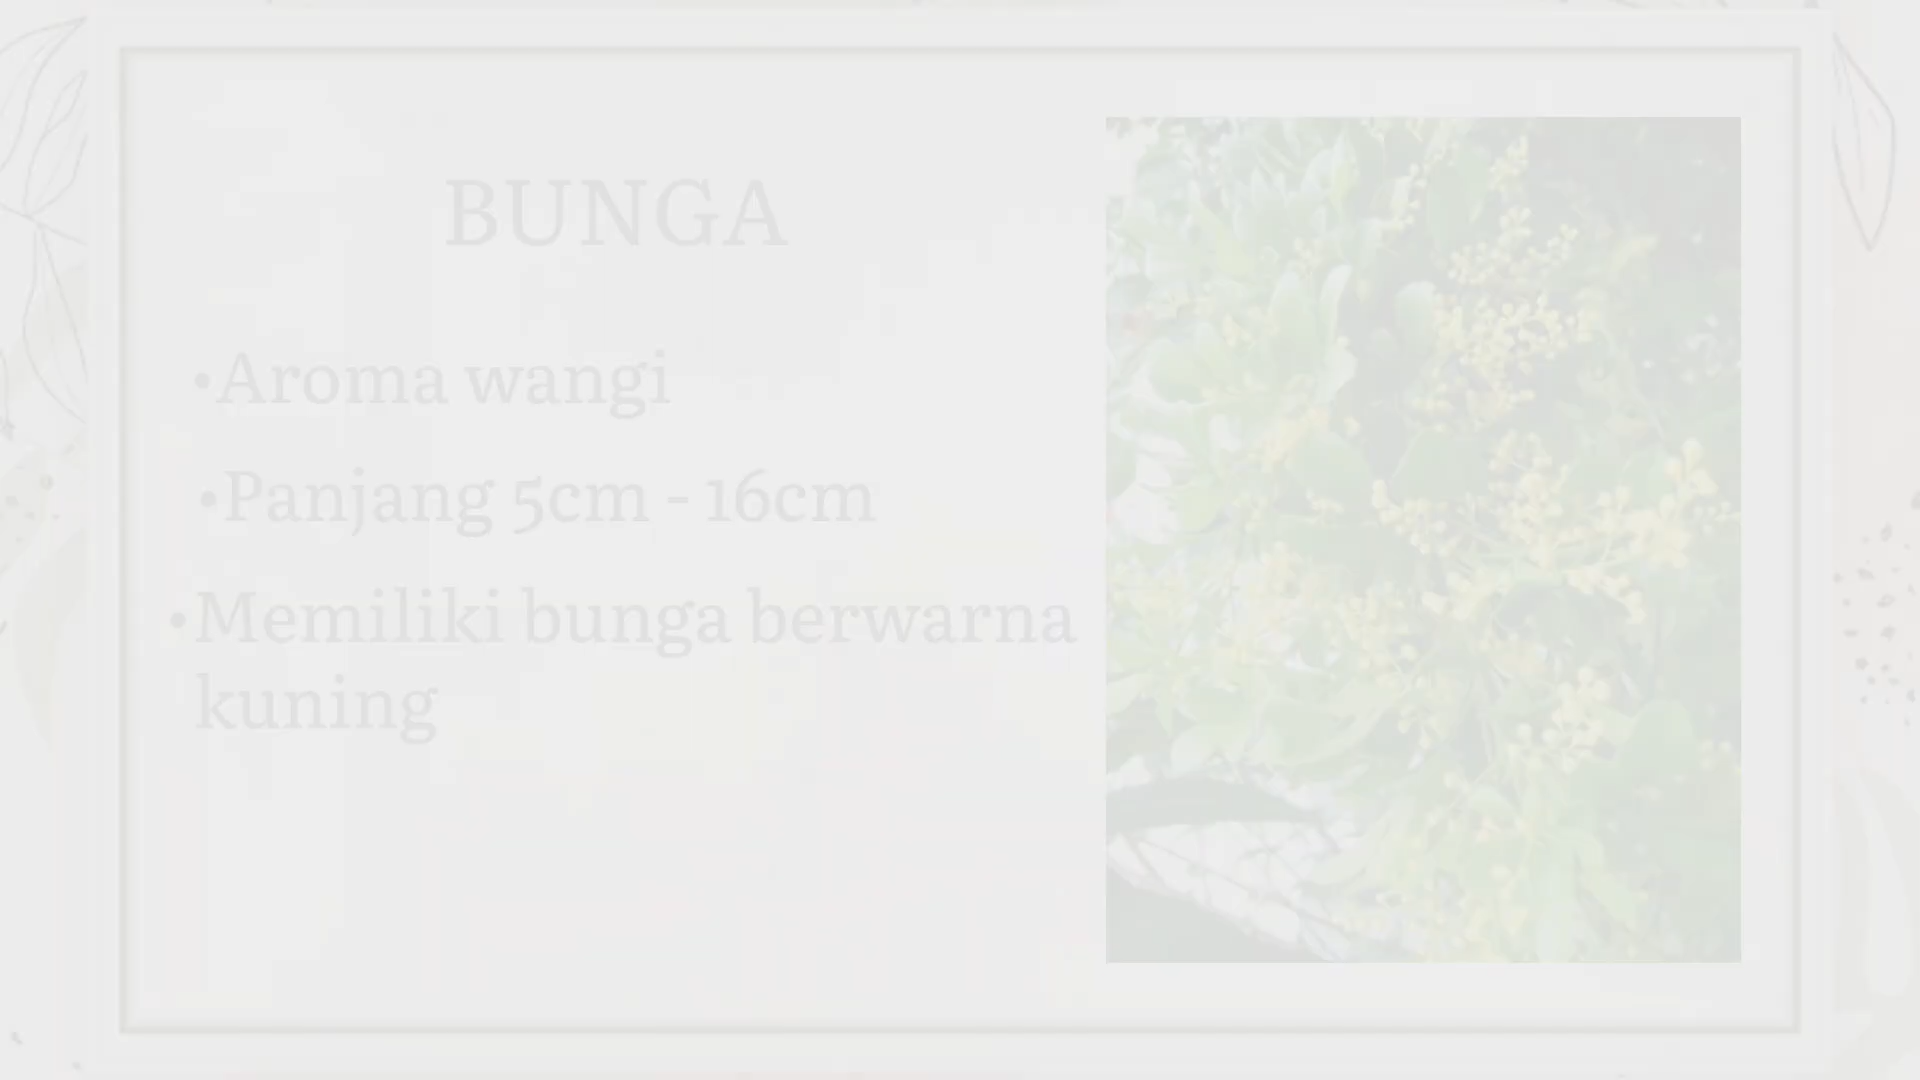 BUNGA
•Aroma wangi
•Panjang 5cm - 16cm
•Memiliki bunga berwarna
kuning